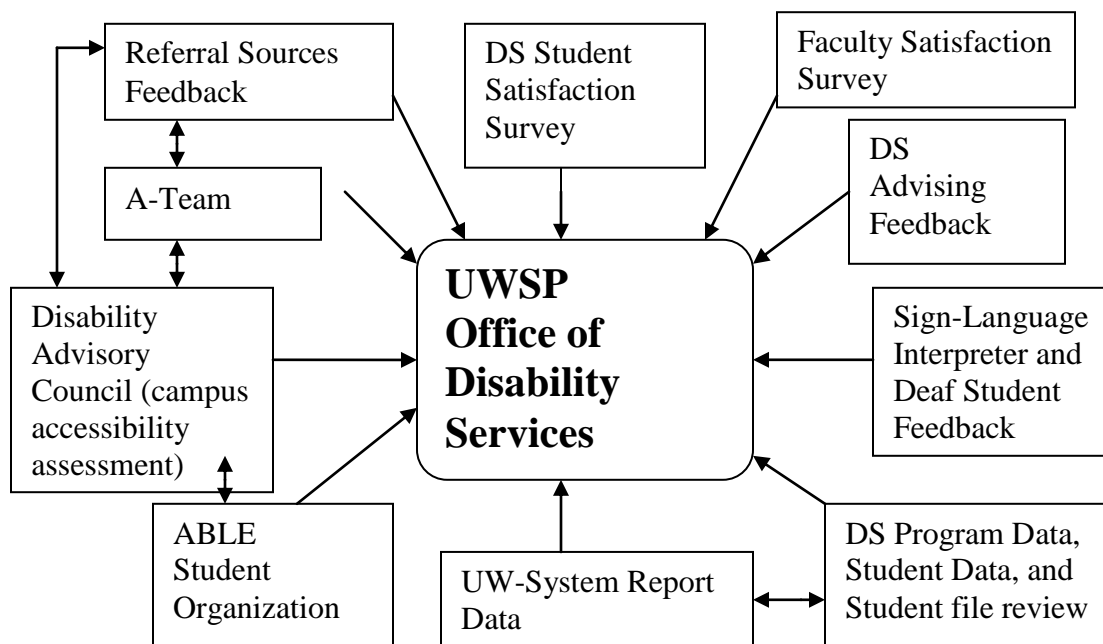 Referral Sources
Feedback
DS Student
Satisfaction
Survey
Faculty Satisfaction
Survey
DS
Advising
Feedback
A-Team
UWSP
Office of
Disability
Services
Disability
Advisory
Council (campus
accessibility
assessment)
Sign-Language
Interpreter and
Deaf Student
Feedback
ABLE
Student
Organization
UW-System Report
Data
DS Program Data,
Student Data, and
Student file review